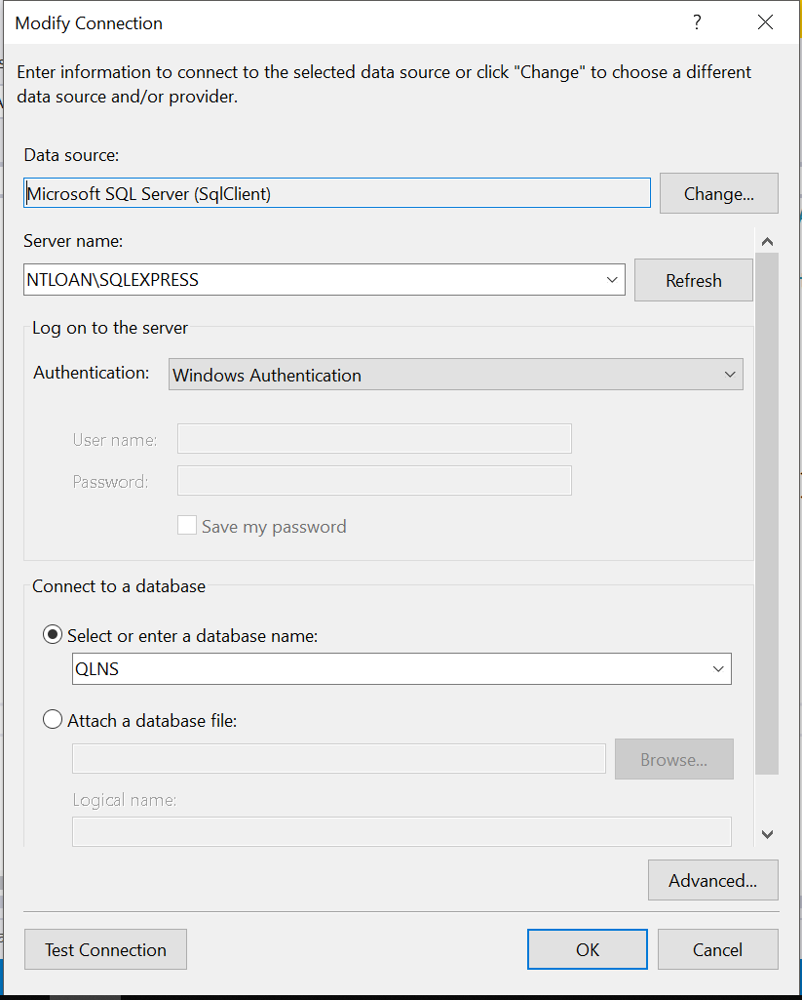 Modify Connection
?
Enter information to connect to the selected data source or click "Change" to choose a different
data source and/or provider.
Data source:
Microsoft SQL Server (SqlClient)
Change...
Server name:
NTLOAN\SQLEXPRESS
Refresh
Log on to the server
Authentication:
Windows Authentication
User name:
Password:
Save my password
Connect to a database
Select or enter a database name:
QLNS
Attach a database file:
Browse...
Logical name:
Advanced...
Test Connection
OK
Cancel